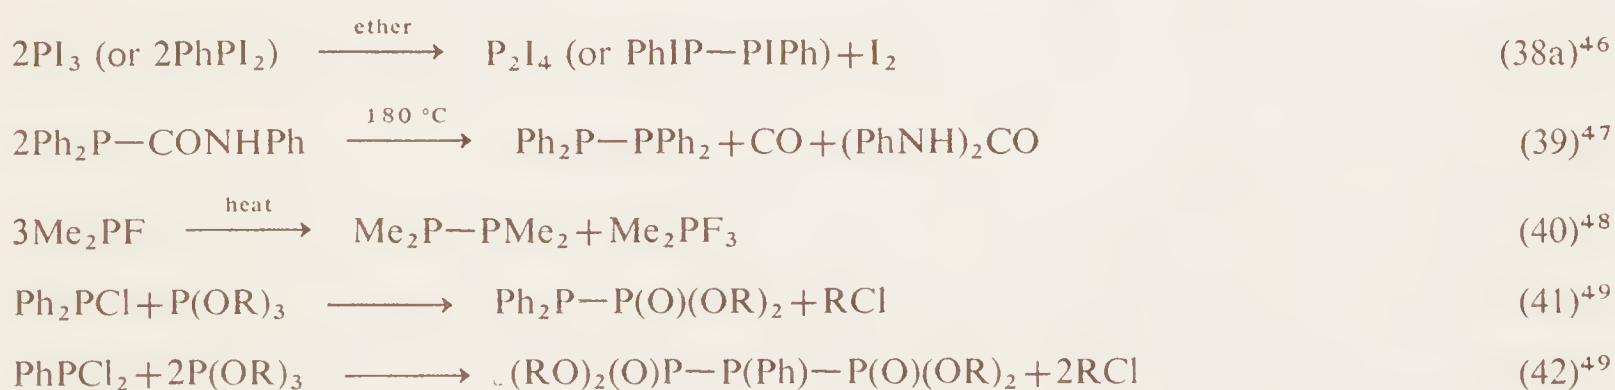 2PI₃ (or 2PhPI₂) —ether→ P₂I₄ (or PhIP—PIPh)+I₂ (38a)⁴⁶
2Ph₂P—CONHPh —180 °C→ Ph₂P—PPh₂+CO+(PhNH)₂CO (39)⁴⁷
3Me₂PF —heat→ Me₂P—PMe₂+Me₂PF₃ (40)⁴⁸
Ph₂PCl+P(OR)₃ ⟶ Ph₂P—P(O)(OR)₂+RCl (41)⁴⁹
PhPCl₂+2P(OR)₃ ⟶ (RO)₂(O)P—P(Ph)—P(O)(OR)₂+2RCl (42)⁴⁹